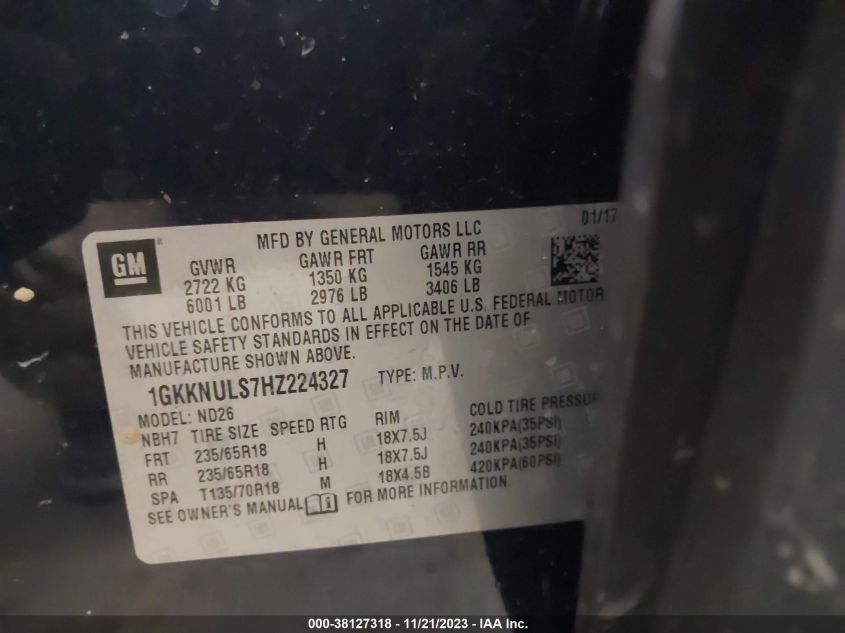 01/17
GM
MFD BY GENERAL MOTORS LLC
GVWR GAWR FRT GAWR RR
2722 KG 1350 KG 1545 KG
6001 LB 2976 LB 3406 LB
THIS VEHICLE CONFORMS TO ALL APPLICABLE U.S. FEDERAL MOTOR
VEHICLE SAFETY STANDARDS IN EFFECT ON THE DATE OF
MANUFACTURE SHOWN ABOVE.
1GKKNULS7HZ224327 TYPE: M.P.V.
MODEL: ND26
NBH7 TIRE SIZE SPEED RTG RIM COLD TIRE PRESSUR
FRT 235/65R18 H 18X7.5J 240KPA(35PSI)
RR 235/65R18 H 18X7.5J 240KPA(35PSI)
SPA T135/70R18 M 18X4.5B 420KPA(60PSI)
SEE OWNER'S MANUAL FOR MORE INFORMATION.
000-38127318 - 11/21/2023 - IAA Inc.